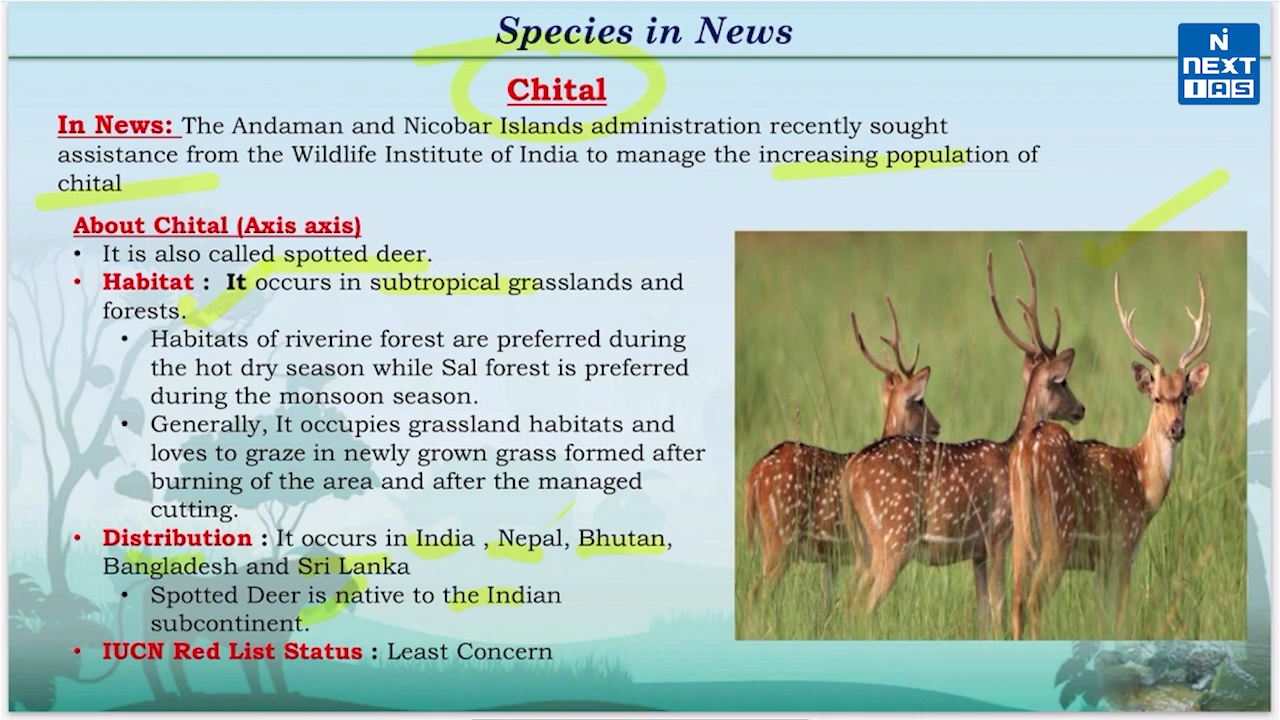 Species in News
NEXT
IAS
Chital
In News: The Andaman and Nicobar Islands administration recently sought
assistance from the Wildlife Institute of India to manage the increasing population of
chital
About Chital (Axis axis)
• It is also called spotted deer.
• Habitat : It occurs in subtropical grasslands and
forests.
• Habitats of riverine forest are preferred during
the hot dry season while Sal forest is preferred
during the monsoon season.
• Generally, It occupies grassland habitats and
loves to graze in newly grown grass formed after
burning of the area and after the managed
cutting.
• Distribution : It occurs in India , Nepal, Bhutan,
Bangladesh and Sri Lanka
• Spotted Deer is native to the Indian
subcontinent.
• IUCN Red List Status : Least Concern